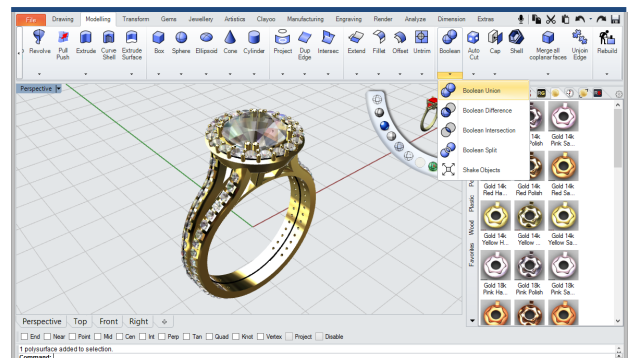 File Drawing Modelling Transform Gems Jewellery Artistics Clayoo Manufacturing Engraving Render Analyze Dimension Extras
Revolve Pull Push Extrude Curve Shell Extrude Surface Box Sphere Ellipsoid Cone Cylinder Project Dup Edge Intersec Extend Fillet Offset Untrim Boolean Auto Cut Cap Shell Merge all coplanar faces Unjoin Edge Rebuild
Perspective
Boolean Union
Boolean Difference
Boolean Intersection
Boolean Split
Shake Objects
14k Polish Gold 14k Pink Sa...
Gold 14k Red Ha... Gold 14k Red Polish Gold 14k Red Sa...
Plastic
Wood
Favorites
Gold 14k Yellow H... Gold 14k Yellow ... Gold 14k Yellow Sa...
Gold 18k Pink Ha... Gold 18k Pink Polish Gold 18k Pink Sa...
Perspective Top Front Right
End Near Point Mid Cen Int Perp Tan Quad Knot Vertex Project Disable
1 polysurface added to selection.
Command: